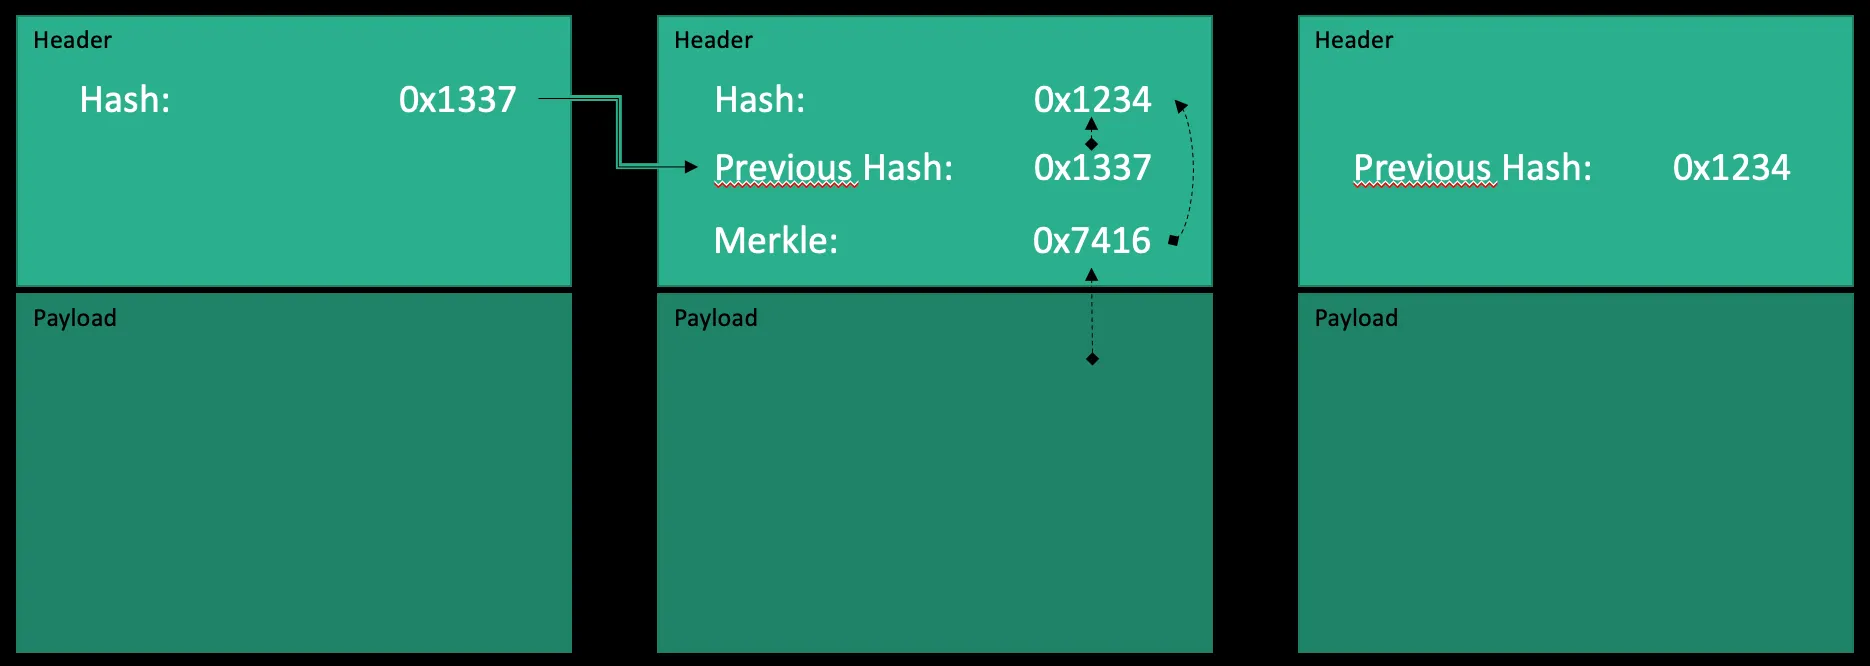 Header
Hash: 0x1337
Payload
Header
Hash: 0x1234
Previous Hash: 0x1337
Merkle: 0x7416
Payload
Header
Previous Hash: 0x1234
Payload